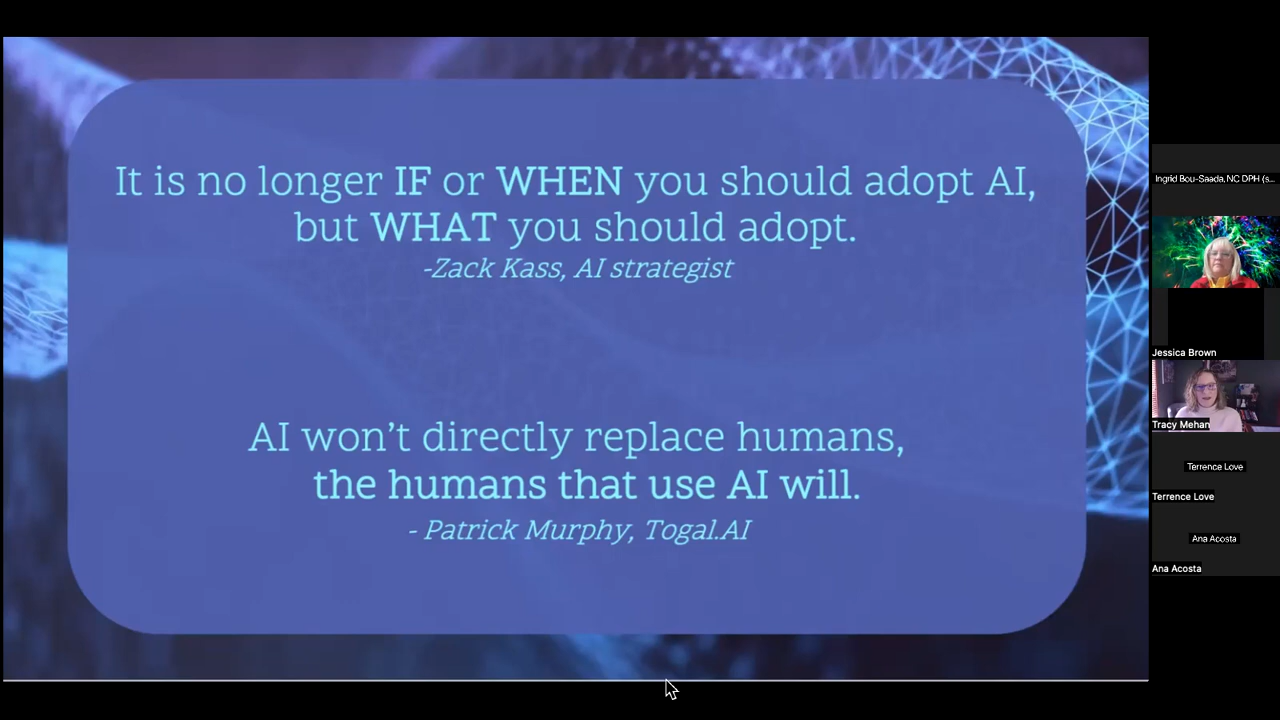 It is no longer IF or WHEN you should adopt AI,
but WHAT you should adopt.
-Zack Kass, AI strategist
AI won't directly replace humans,
the humans that use AI will.
- Patrick Murphy, Togal.AI
Ingrid Bou-Saada, NC DPH (s...
Jessica Brown
Tracy Mehan
Terrence Love
Terrence Love
Ana Acosta
Ana Acosta